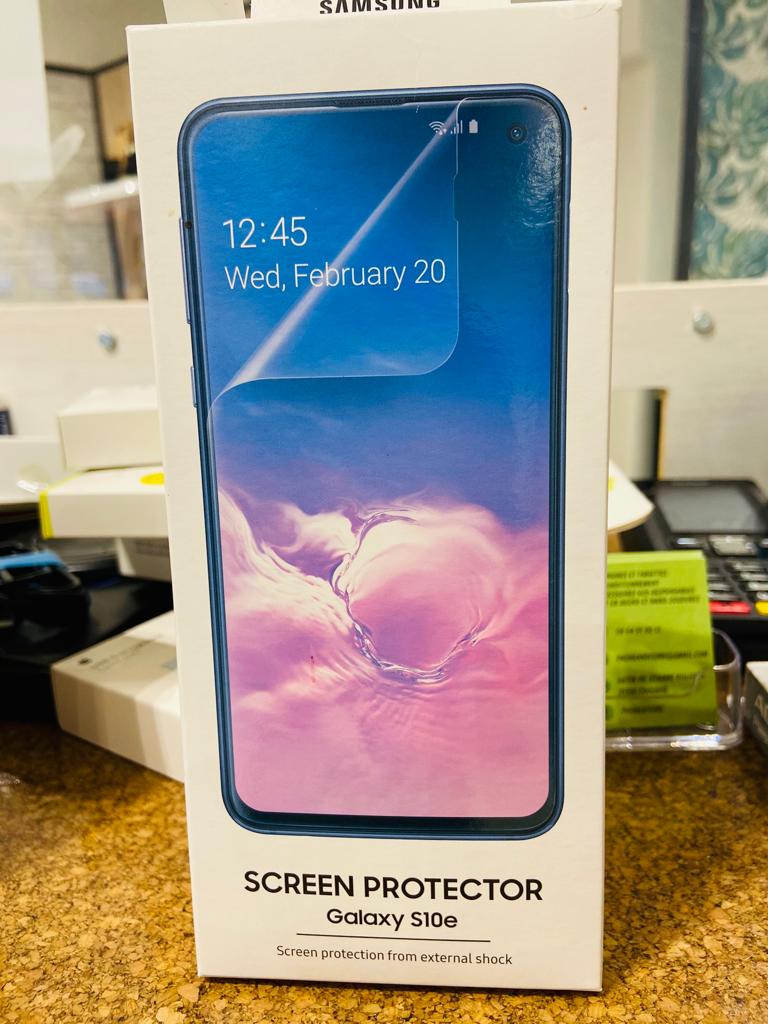 SAMSUNG
12:45
Wed, February 20
SCREEN PROTECTOR
Galaxy S10e
Screen protection from external shock